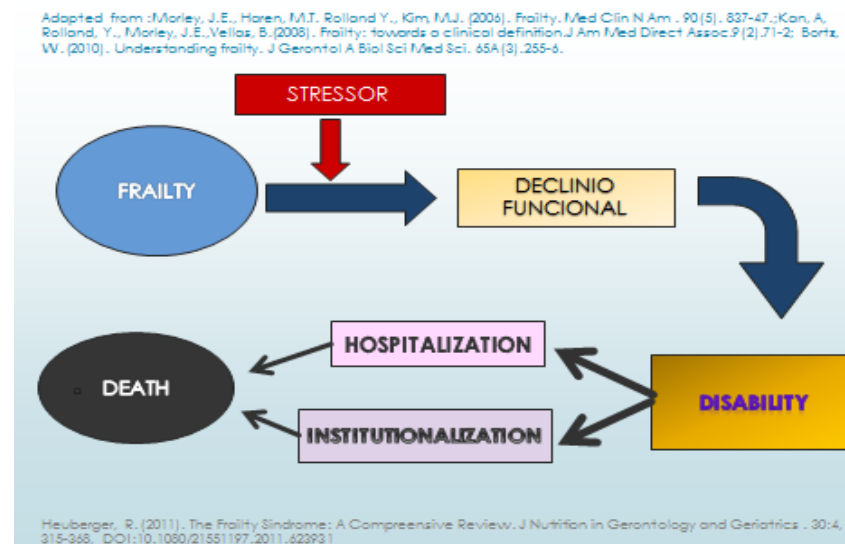 Adapted from :Morley, J.E., Haren, M.T. Rolland Y., Kim, M.J. (2006). Frailty. Med Clin N Am . 90(5). 837-47.;Kan, A,
Rolland, Y., Morley, J.E.,Vellas, B.(2008). Frailty: towards a clinical definition.J Am Med Direct Assoc.9(2).71-2; Bortz,
W.(2010). Understanding frailty. J Gerontol A Biol Sci Med Sci. 65A(3).255-6.
STRESSOR
FRAILTY
DECLINIO
FUNCIONAL
HOSPITALIZATION
DEATH
DISABILITY
INSTITUTIONALIZATION
Heuberger, R.(2011). The Frailty Sindrome: A Compreensive Review. J Nutrition in Gerontology and Geriatrics . 30:4,
315-368, DOI:10.1080/21551197.2011.623931